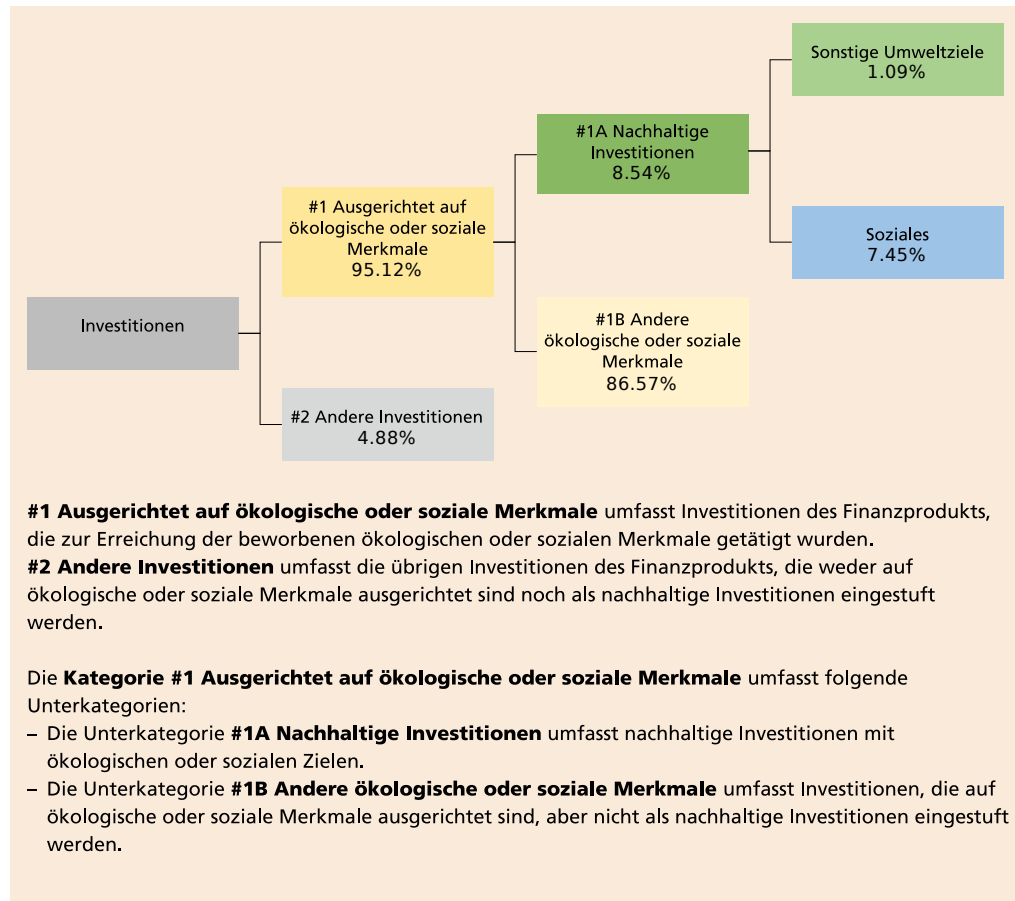 Sonstige Umweltziele
1.09%
#1A Nachhaltige
Investitionen
8.54%
#1 Ausgerichtet auf
ökologische oder soziale
Merkmale
95.12%
Soziales
7.45%
Investitionen
#1B Andere
ökologische oder soziale
Merkmale
86.57%
#2 Andere Investitionen
4.88%
#1 Ausgerichtet auf ökologische oder soziale Merkmale umfasst Investitionen des Finanzprodukts,
die zur Erreichung der beworbenen ökologischen oder sozialen Merkmale getätigt wurden.
#2 Andere Investitionen umfasst die übrigen Investitionen des Finanzprodukts, die weder auf
ökologische oder soziale Merkmale ausgerichtet sind noch als nachhaltige Investitionen eingestuft
werden.
Die Kategorie #1 Ausgerichtet auf ökologische oder soziale Merkmale umfasst folgende
Unterkategorien:
– Die Unterkategorie #1A Nachhaltige Investitionen umfasst nachhaltige Investitionen mit
ökologischen oder sozialen Zielen.
– Die Unterkategorie #1B Andere ökologische oder soziale Merkmale umfasst Investitionen, die auf
ökologische oder soziale Merkmale ausgerichtet sind, aber nicht als nachhaltige Investitionen eingestuft
werden.